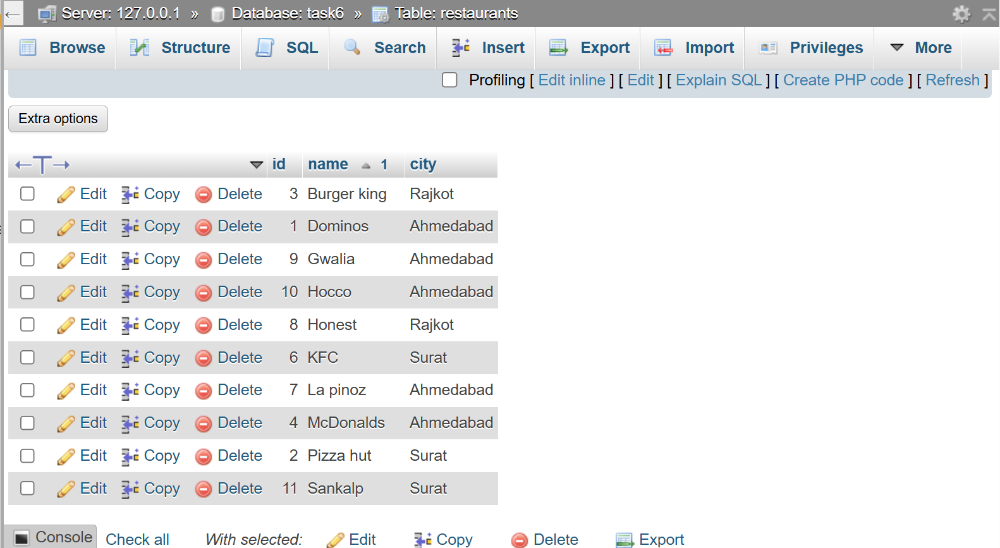 Server: 127.0.0.1 » Database: task6 » Table: restaurants
Browse Structure SQL Search Insert Export Import Privileges More
Profiling [ Edit inline ] [ Edit ] [ Explain SQL ] [ Create PHP code ] [ Refresh ]
Extra options
id name 1 city
Edit Copy Delete 3 Burger king Rajkot
Edit Copy Delete 1 Dominos Ahmedabad
Edit Copy Delete 9 Gwalia Ahmedabad
Edit Copy Delete 10 Hocco Ahmedabad
Edit Copy Delete 8 Honest Rajkot
Edit Copy Delete 6 KFC Surat
Edit Copy Delete 7 La pinoz Ahmedabad
Edit Copy Delete 4 McDonalds Ahmedabad
Edit Copy Delete 2 Pizza hut Surat
Edit Copy Delete 11 Sankalp Surat
Console Check all With selected: Edit Copy Delete Export